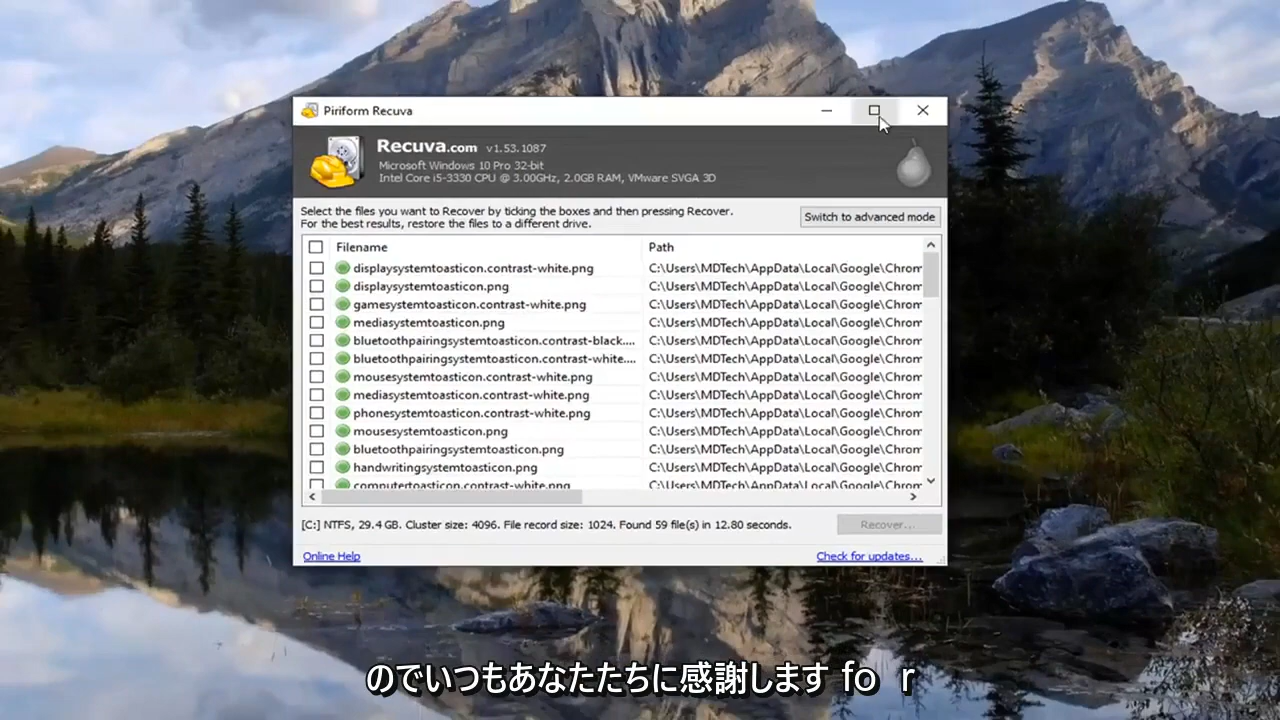 Piriform Recuva
Recuva.com v1.53.1087
Microsoft Windows 10 Pro 32-bit
Intel Core i5-3330 CPU @ 3.00GHz, 2.0GB RAM, VMware SVGA 3D
Select the files you want to Recover by ticking the boxes and then pressing Recover.
For the best results, restore the files to a different drive.
Switch to advanced mode
Filename Path
displaysystemtoasticon.contrast-white.png C:\Users\MDTech\AppData\Local\Google\Chrom
displaysystemtoasticon.png C:\Users\MDTech\AppData\Local\Google\Chrom
gamesystemtoasticon.contrast-white.png C:\Users\MDTech\AppData\Local\Google\Chrom
mediasystemtoasticon.png C:\Users\MDTech\AppData\Local\Google\Chrom
bluetoothpairingsystemtoasticon.contrast-black.... C:\Users\MDTech\AppData\Local\Google\Chrom
bluetoothpairingsystemtoasticon.contrast-white.... C:\Users\MDTech\AppData\Local\Google\Chrom
mousesystemtoasticon.contrast-white.png C:\Users\MDTech\AppData\Local\Google\Chrom
mediasystemtoasticon.contrast-white.png C:\Users\MDTech\AppData\Local\Google\Chrom
phonesystemtoasticon.contrast-white.png C:\Users\MDTech\AppData\Local\Google\Chrom
mousesystemtoasticon.png C:\Users\MDTech\AppData\Local\Google\Chrom
bluetoothpairingsystemtoasticon.png C:\Users\MDTech\AppData\Local\Google\Chrom
handwritingsystemtoasticon.png C:\Users\MDTech\AppData\Local\Google\Chrom
computertoasticon.contrast-white.png C:\Users\MDTech\AppData\Local\Google\Chrom
[C:] NTFS, 29.4 GB. Cluster size: 4096. File record size: 1024. Found 59 file(s) in 12.80 seconds.
Recover...
Online Help Check for updates...
のでいつもあなたたちに感謝します fo r